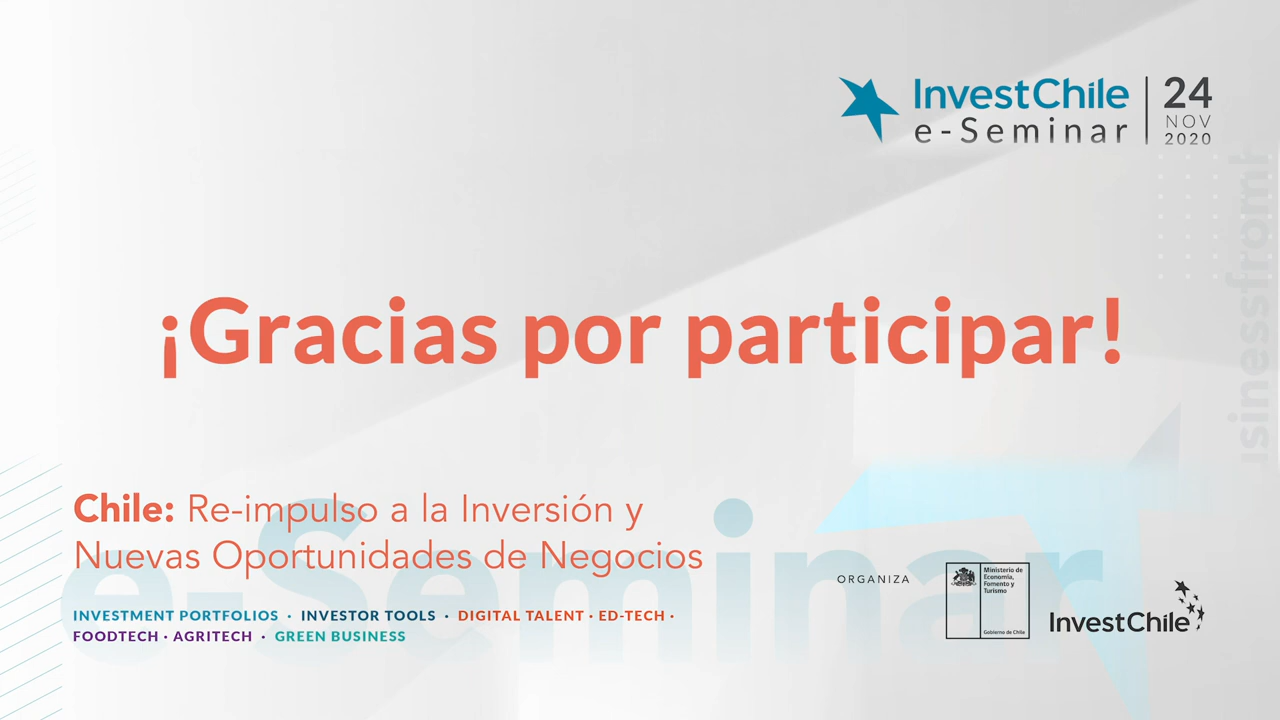 InvestChile
e-Seminar
24
NOV
2020
¡Gracias por participar!
Chile: Re-impulso a la Inversión y
Nuevas Oportunidades de Negocios
INVESTMENT PORTFOLIOS · INVESTOR TOOLS · DIGITAL TALENT · ED-TECH ·
FOODTECH · AGRITECH · GREEN BUSINESS
ORGANIZA
Ministerio de
Economía,
Fomento y
Turismo
Gobierno de Chile
InvestChile
e-Seminar